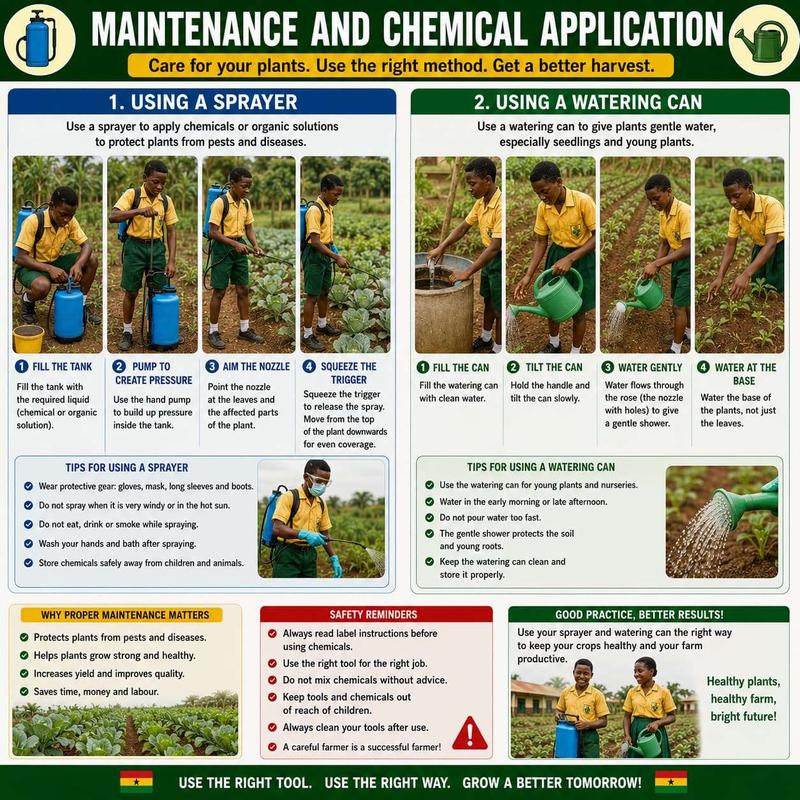 MAINTENANCE AND CHEMICAL APPLICATION
Care for your plants. Use the right method. Get a better harvest.
1. USING A SPRAYER
Use a sprayer to apply chemicals or organic solutions
to protect plants from pests and diseases.
1 FILL THE TANK
Fill the tank with
the required liquid
(chemical or organic
solution).
2 PUMP TO
CREATE PRESSURE
Use the hand pump
to build up pressure
inside the tank.
3 AIM THE NOZZLE
Point the nozzle
at the leaves and
the affected parts
of the plant.
4 SQUEEZE THE
TRIGGER
Squeeze the trigger
to release the spray.
Move from the top
of the plant downwards
for even coverage.
TIPS FOR USING A SPRAYER
Wear protective gear: gloves, mask, long sleeves and boots.
Do not spray when it is very windy or in the hot sun.
Do not eat, drink or smoke while spraying.
Wash your hands and bath after spraying.
Store chemicals safely away from children and animals.
2. USING A WATERING CAN
Use a watering can to give plants gentle water,
especially seedlings and young plants.
1 FILL THE CAN
Fill the watering can
with clean water.
2 TILT THE CAN
Hold the handle and
tilt the can slowly.
3 WATER GENTLY
Water flows through
the rose (the nozzle
with holes) to give
a gentle shower.
4 WATER AT THE
BASE
Water the base of
the plants, not just
the leaves.
TIPS FOR USING A WATERING CAN
Use the watering can for young plants and nurseries.
Water in the early morning or late afternoon.
Do not pour water too fast.
The gentle shower protects the soil
and young roots.
Keep the watering can clean and
store it properly.
WHY PROPER MAINTENANCE MATTERS
Protects plants from pests and diseases.
Helps plants grow strong and healthy.
Increases yield and improves quality.
Saves time, money and labour.
SAFETY REMINDERS
Always read label instructions before
using chemicals.
Use the right tool for the right job.
Do not mix chemicals without advice.
Keep tools and chemicals out
of reach of children.
Always clean your tools after use.
A careful farmer is a successful farmer!
GOOD PRACTICE, BETTER RESULTS!
Use your sprayer and watering can the right way
to keep your crops healthy and your farm
productive.
Healthy plants,
healthy farm,
bright future!
USE THE RIGHT TOOL. USE THE RIGHT WAY. GROW A BETTER TOMORROW!